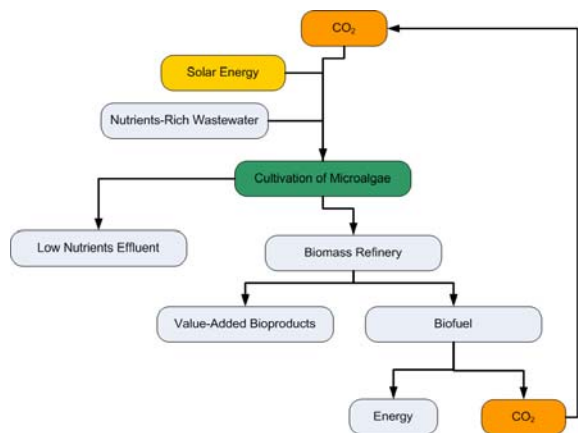 CO₂
Solar Energy
Nutrients-Rich Wastewater
Cultivation of Microalgae
Low Nutrients Effluent
Biomass Refinery
Value-Added Bioproducts
Biofuel
Energy
CO₂